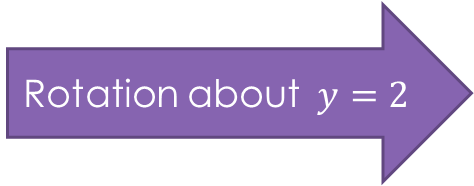 Rotation about y = 2